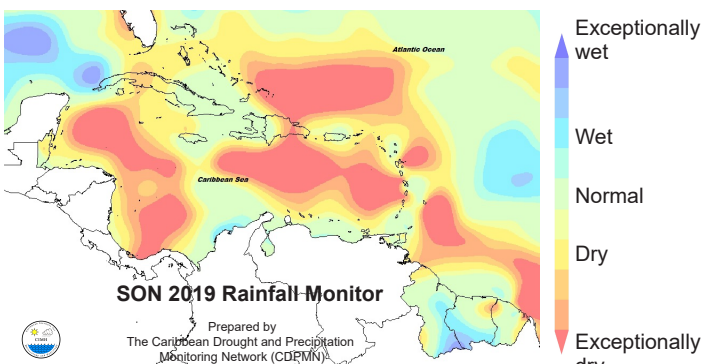 Exceptionally
wet
Atlantic Ocean
Wet
Caribbean Sea
Normal
Dry
SON 2019 Rainfall Monitor
Prepared by
The Caribbean Drought and Precipitation
Monitoring Network (CDPMN)
Exceptionally
dry